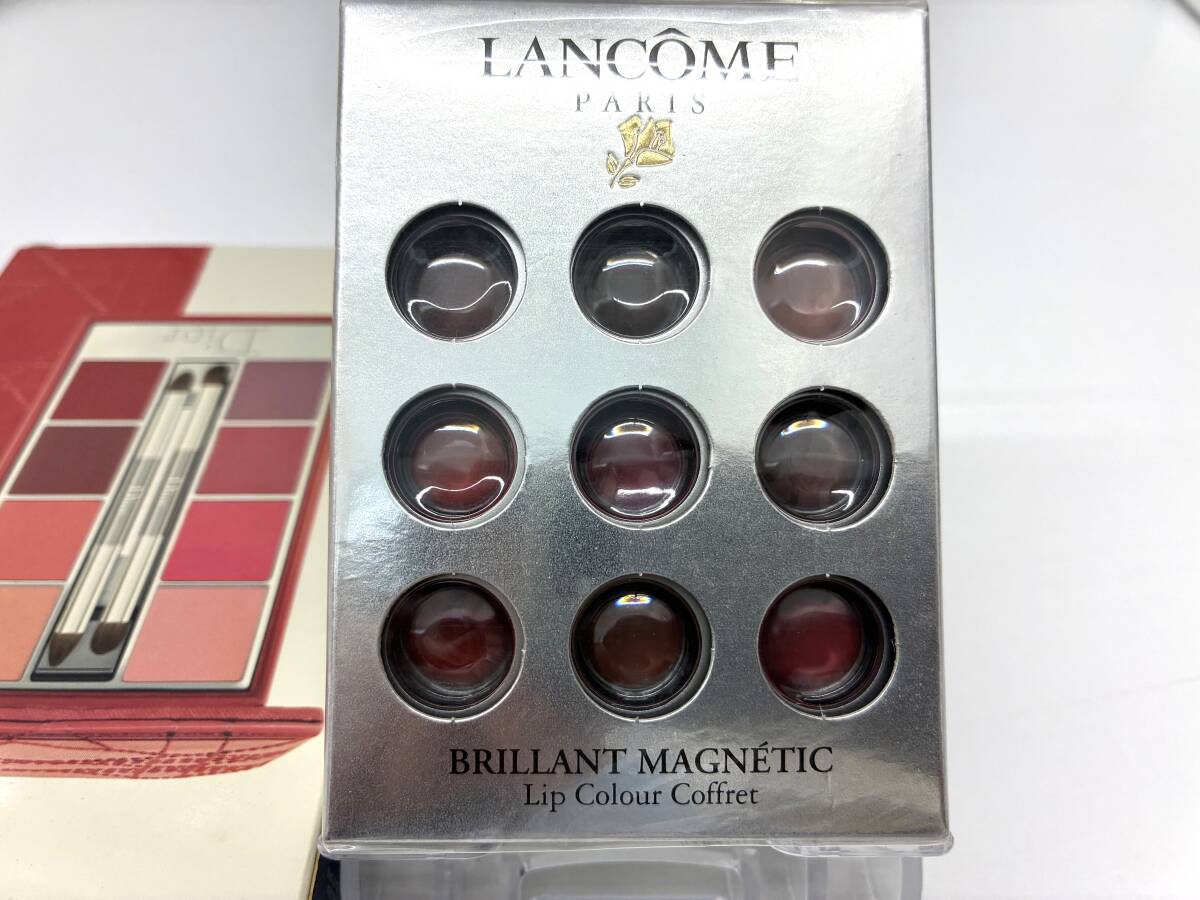 LANCÔME
PARIS
Dior
BRILLANT MAGNÉTIC
Lip Colour Coffret